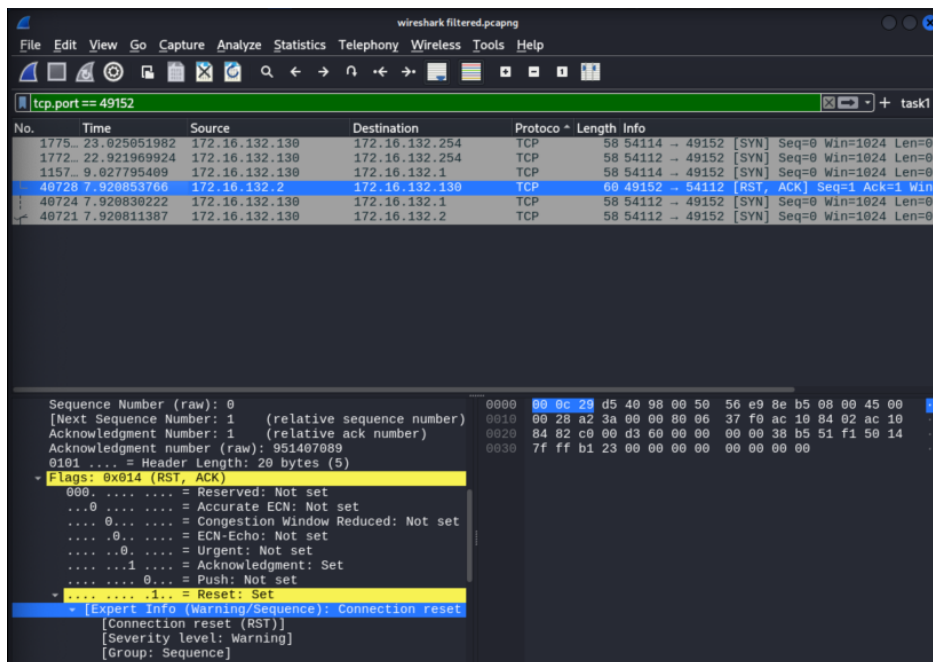 wireshark filtered.pcapng
File Edit View Go Capture Analyze Statistics Telephony Wireless Tools Help
tcp.port == 49152 + task1
No. Time Source Destination Protoco Length Info
1775… 23.025051982 172.16.132.130 172.16.132.254 TCP 58 54114 → 49152 [SYN] Seq=0 Win=1024 Len=0
1772… 22.921969924 172.16.132.130 172.16.132.254 TCP 58 54114 → 49152 [SYN] Seq=0 Win=1024 Len=0
1157… 9.027795409 172.16.132.130 172.16.132.1 TCP 58 54114 → 49152 [SYN] Seq=0 Win=1024 Len=0
40728 7.920853766 172.16.132.2 172.16.132.130 TCP 60 49152 → 54112 [RST, ACK] Seq=1 Ack=1 Win
40724 7.920830222 172.16.132.130 172.16.132.1 TCP 58 54112 → 49152 [SYN] Seq=0 Win=1024 Len=0
40721 7.920811387 172.16.132.130 172.16.132.2 TCP 58 54112 → 49152 [SYN] Seq=0 Win=1024 Len=0
Sequence Number (raw): 0
[Next Sequence Number: 1 (relative sequence number)
Acknowledgment Number: 1 (relative ack number)
Acknowledgment number (raw): 951407089
0101 .... = Header Length: 20 bytes (5)
Flags: 0x014 (RST, ACK)
000. .... .... = Reserved: Not set
...0 .... .... = Accurate ECN: Not set
.... 0... .... = Congestion Window Reduced: Not set
.... .0.. .... = ECN-Echo: Not set
.... ..0. .... = Urgent: Not set
.... ...1 .... = Acknowledgment: Set
.... .... 0... = Push: Not set
.... .... .1.. = Reset: Set
[Expert Info (Warning/Sequence): Connection reset
[Connection reset (RST)]
[Severity level: Warning]
[Group: Sequence]
0000 00 0c 29 d5 40 98 00 50 56 e9 8e b5 08 00 45 00
0010 00 28 a2 3a 00 00 80 06 37 f0 ac 10 84 02 ac 10
0020 84 82 c0 00 d3 60 00 00 00 00 38 b5 51 f1 50 14
0030 7f ff b1 23 00 00 00 00 00 00 00 00